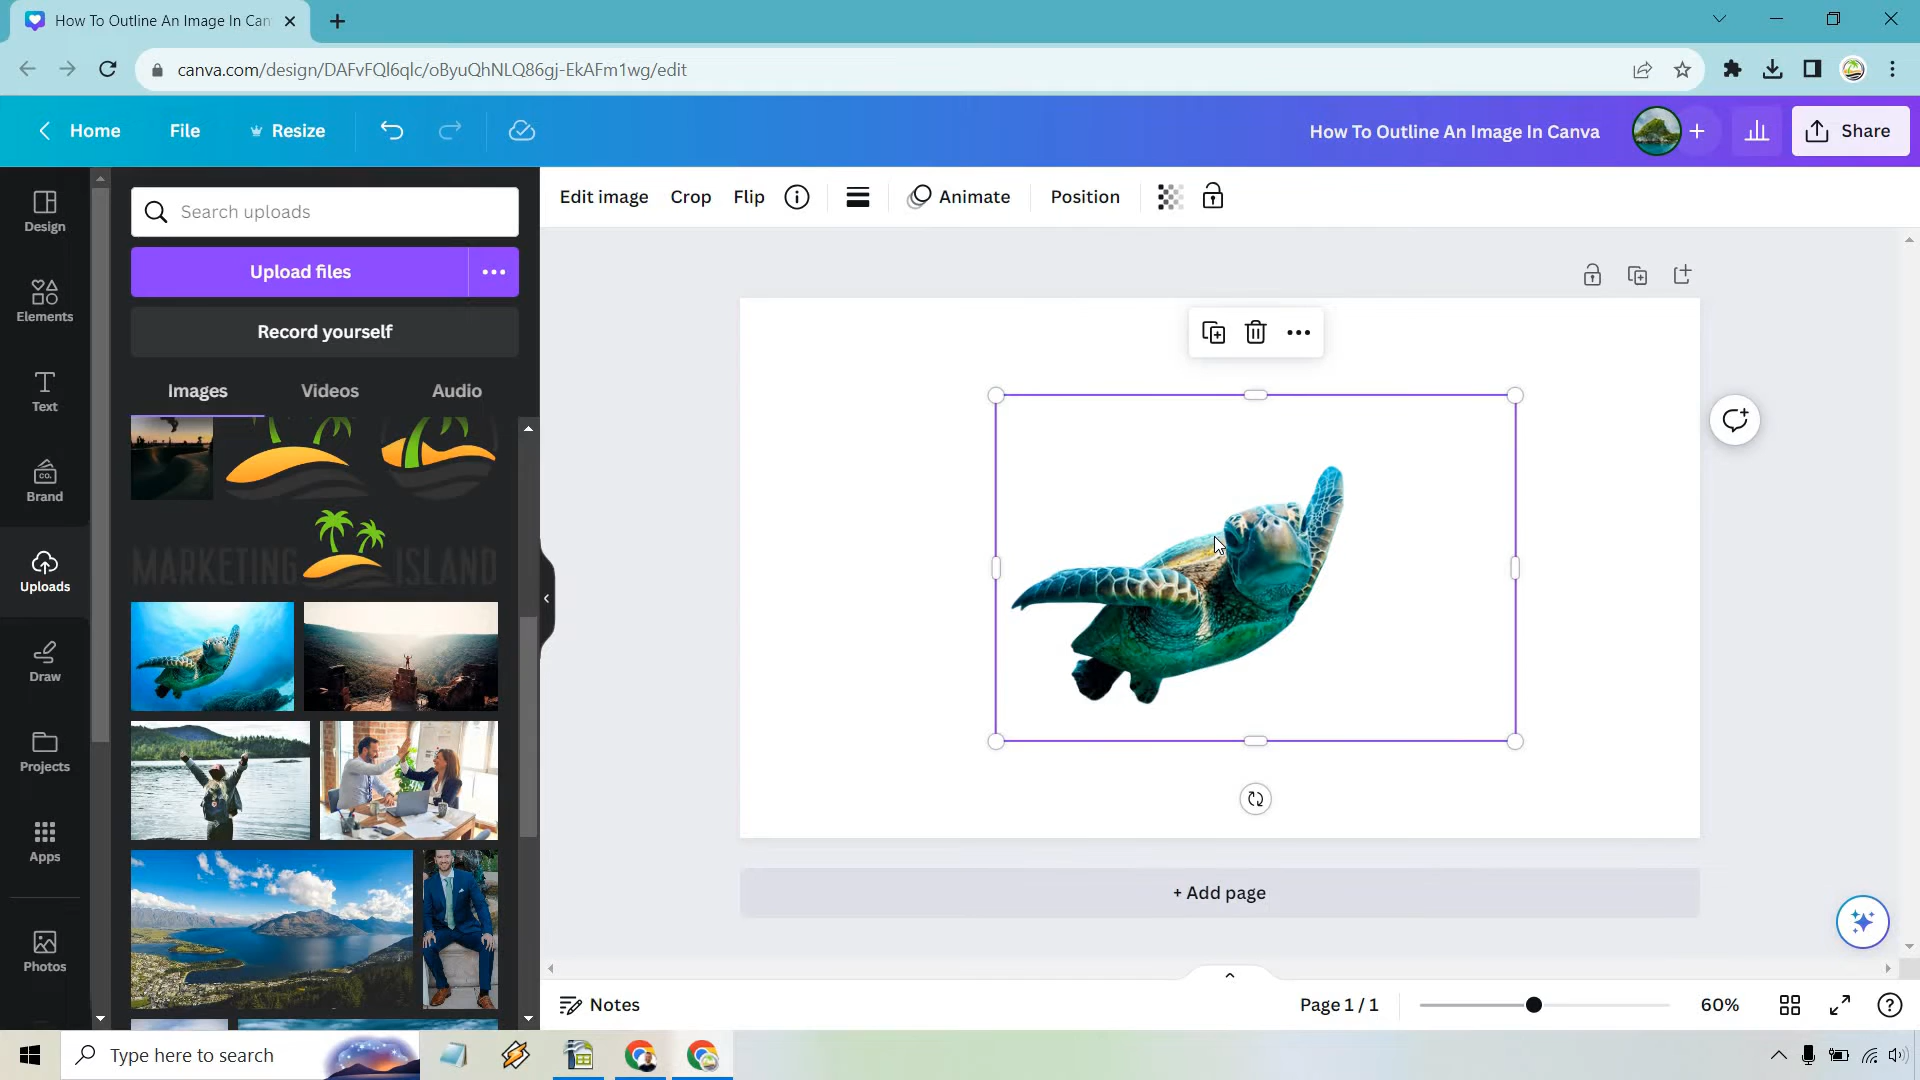 How To Outline An Image In Can
canva.com/design/DAFvFQl6qlc/oByuQhNLQ86gj-EkAFm1wg/edit
Home
File
Resize
How To Outline An Image In Canva
Share
Design
Elements
Text
CO.
Brand
Uploads
Draw
Projects
Apps
Photos
Search uploads
Upload files
Record yourself
Images
Videos
Audio
MARKETING ISLAND
Edit image
Crop
Flip
Animate
Position
+ Add page
Notes
Page 1 / 1
60%
Type here to search